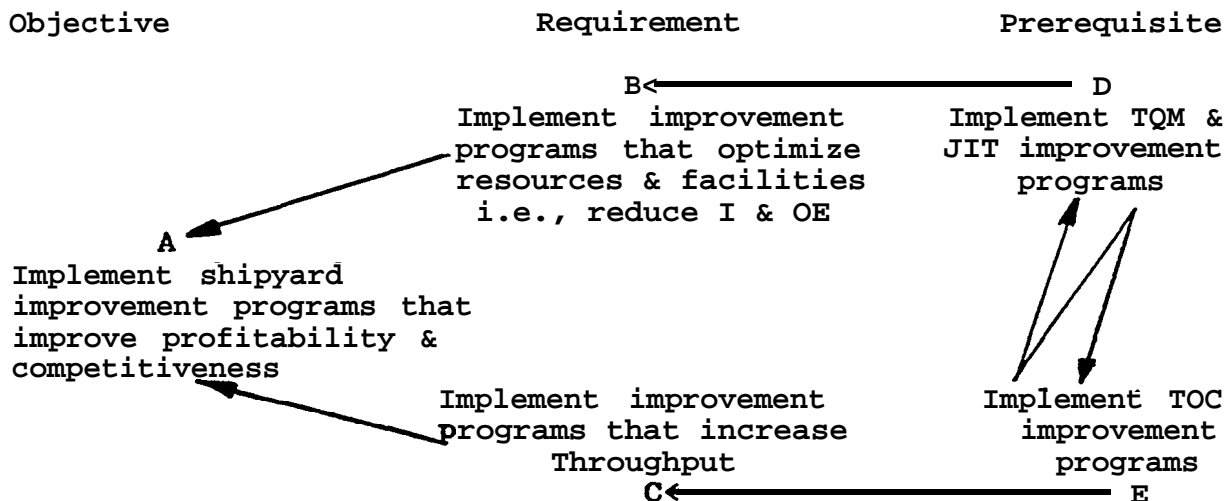 Objective Requirement Prerequisite
B D
Implement improvement
programs that optimize
resources & facilities
i.e., reduce I & OE
Implement TQM &
JIT improvement
programs
A
Implement shipyard
improvement programs that
improve profitability &
competitiveness
Implement improvement
programs that increase
Throughput
C
Implement TOC
improvement
programs
E